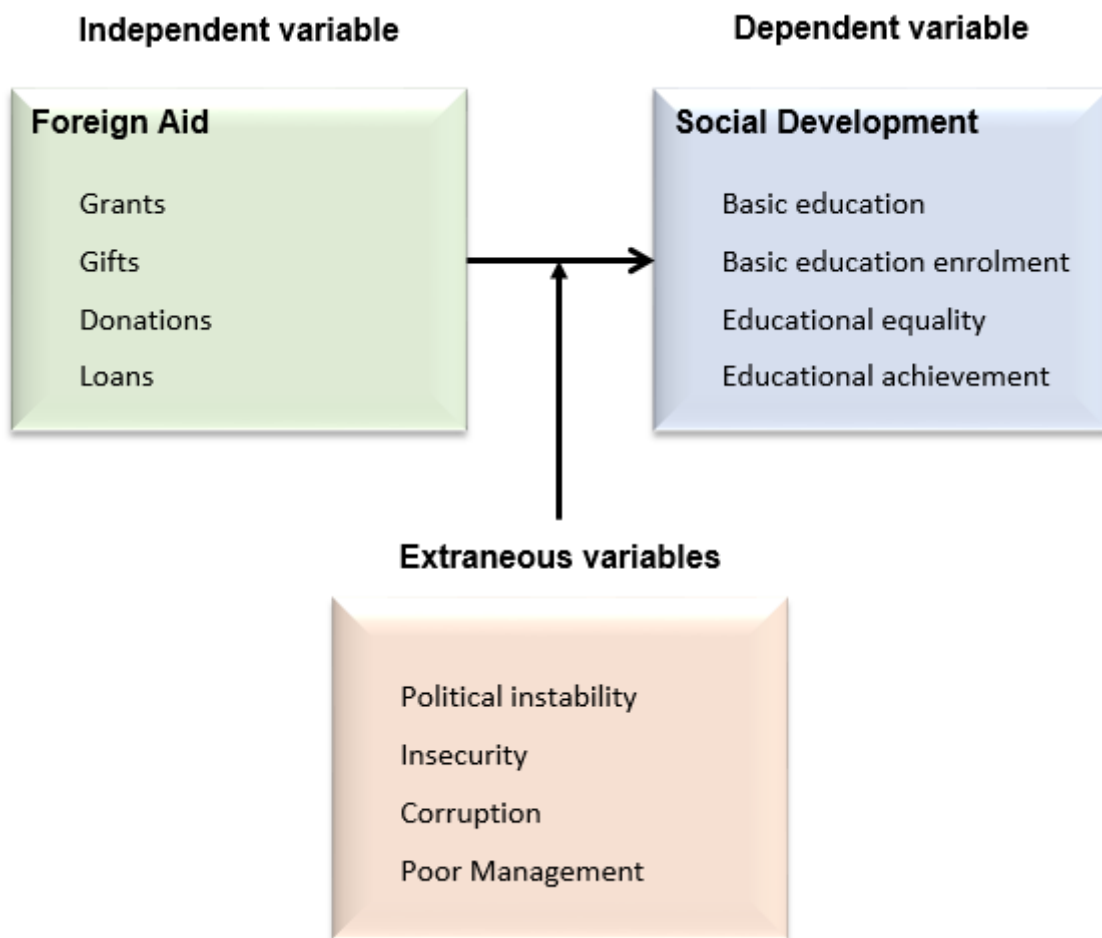 Independent variable
Dependent variable
Foreign Aid
Grants
Gifts
Donations
Loans
Social Development
Basic education
Basic education enrolment
Educational equality
Educational achievement
Extraneous variables
Political instability
Insecurity
Corruption
Poor Management